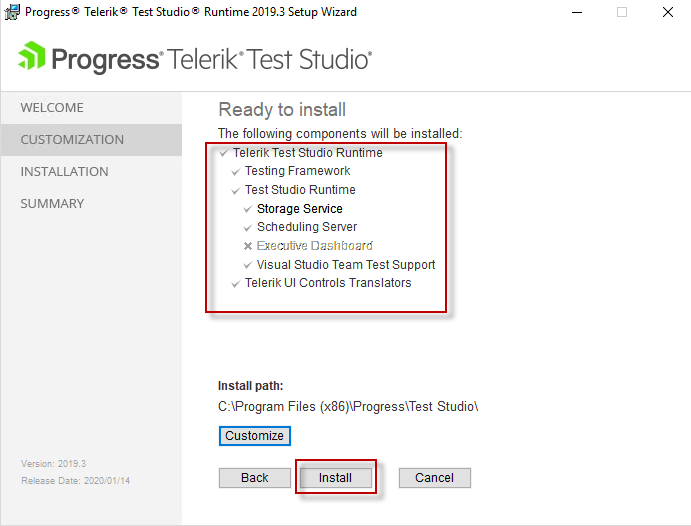 Progress® Telerik® Test Studio® Runtime 2019.3 Setup Wizard
Progress® Telerik® Test Studio®
WELCOME
CUSTOMIZATION
INSTALLATION
SUMMARY
Ready to install
The following components will be installed:
Telerik Test Studio Runtime
Testing Framework
Test Studio Runtime
Storage Service
Scheduling Server
Executive Dashboard
Visual Studio Team Test Support
Telerik UI Controls Translators
Install path:
C:\Program Files (x86)\Progress\Test Studio\
Customize
Version: 2019.3
Release Date: 2020/01/14
Back
Install
Cancel